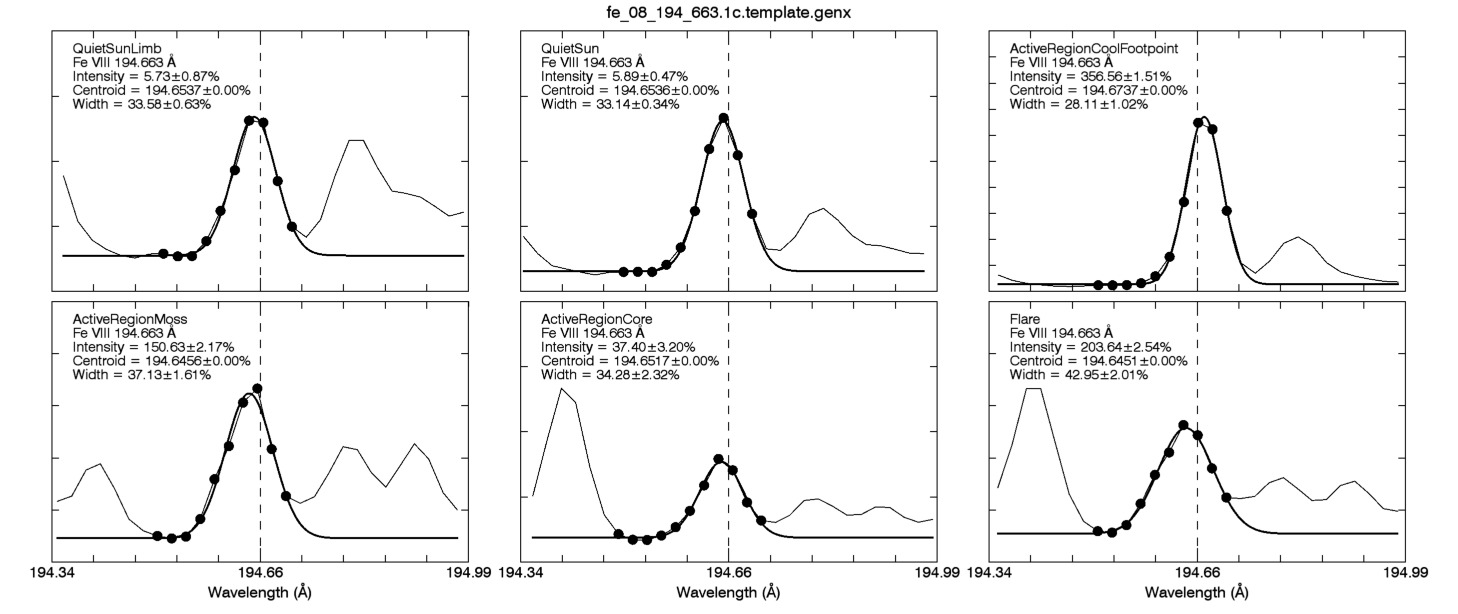 fe_08_194_663.1c.template.genx
QuietSunLimb
Fe VIII 194.663 Å
Intensity = 5.73±0.87%
Centroid = 194.6537±0.00%
Width = 33.58±0.63%
QuietSun
Fe VIII 194.663 Å
Intensity = 5.89±0.47%
Centroid = 194.6536±0.00%
Width = 33.14±0.34%
ActiveRegionCoolFootpoint
Fe VIII 194.663 Å
Intensity = 356.56±1.51%
Centroid = 194.6737±0.00%
Width = 28.11±1.02%
ActiveRegionMoss
Fe VIII 194.663 Å
Intensity = 150.63±2.17%
Centroid = 194.6456±0.00%
Width = 37.13±1.61%
ActiveRegionCore
Fe VIII 194.663 Å
Intensity = 37.40±3.20%
Centroid = 194.6517±0.00%
Width = 34.28±2.32%
Flare
Fe VIII 194.663 Å
Intensity = 203.64±2.54%
Centroid = 194.6451±0.00%
Width = 42.95±2.01%
194.34 194.66 194.99 194.34 194.66 194.99 194.34 194.66 194.99
Wavelength (Å) Wavelength (Å) Wavelength (Å)